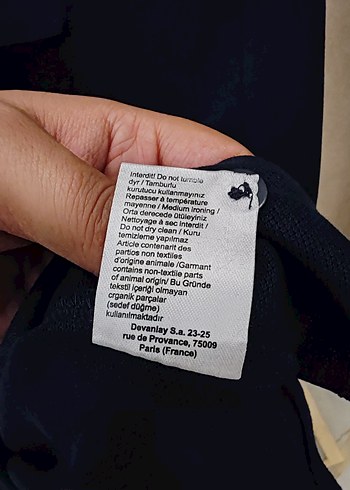 Interdit! Do not tumble
dyr / Tamburlu
kurutucu kullanmayınız
Repasser à température
mayenne / Medium ironing /
Orta derecede ütüleyiniz
Nettoyage à sec interdit /
Do not dry clean / Kuru
temizleme yapılmaz
Article contenant des
partios non textiles
d'origine animale /Garmant
contains non-textile parts
of animal origin/ Bu Gründe
tekstil içeriği olmayan
organik parçalar
(sedef düğme)
kullanılmaktadır
Devanlay S.a. 23-25
rue de Provance, 75009
Paris (France)